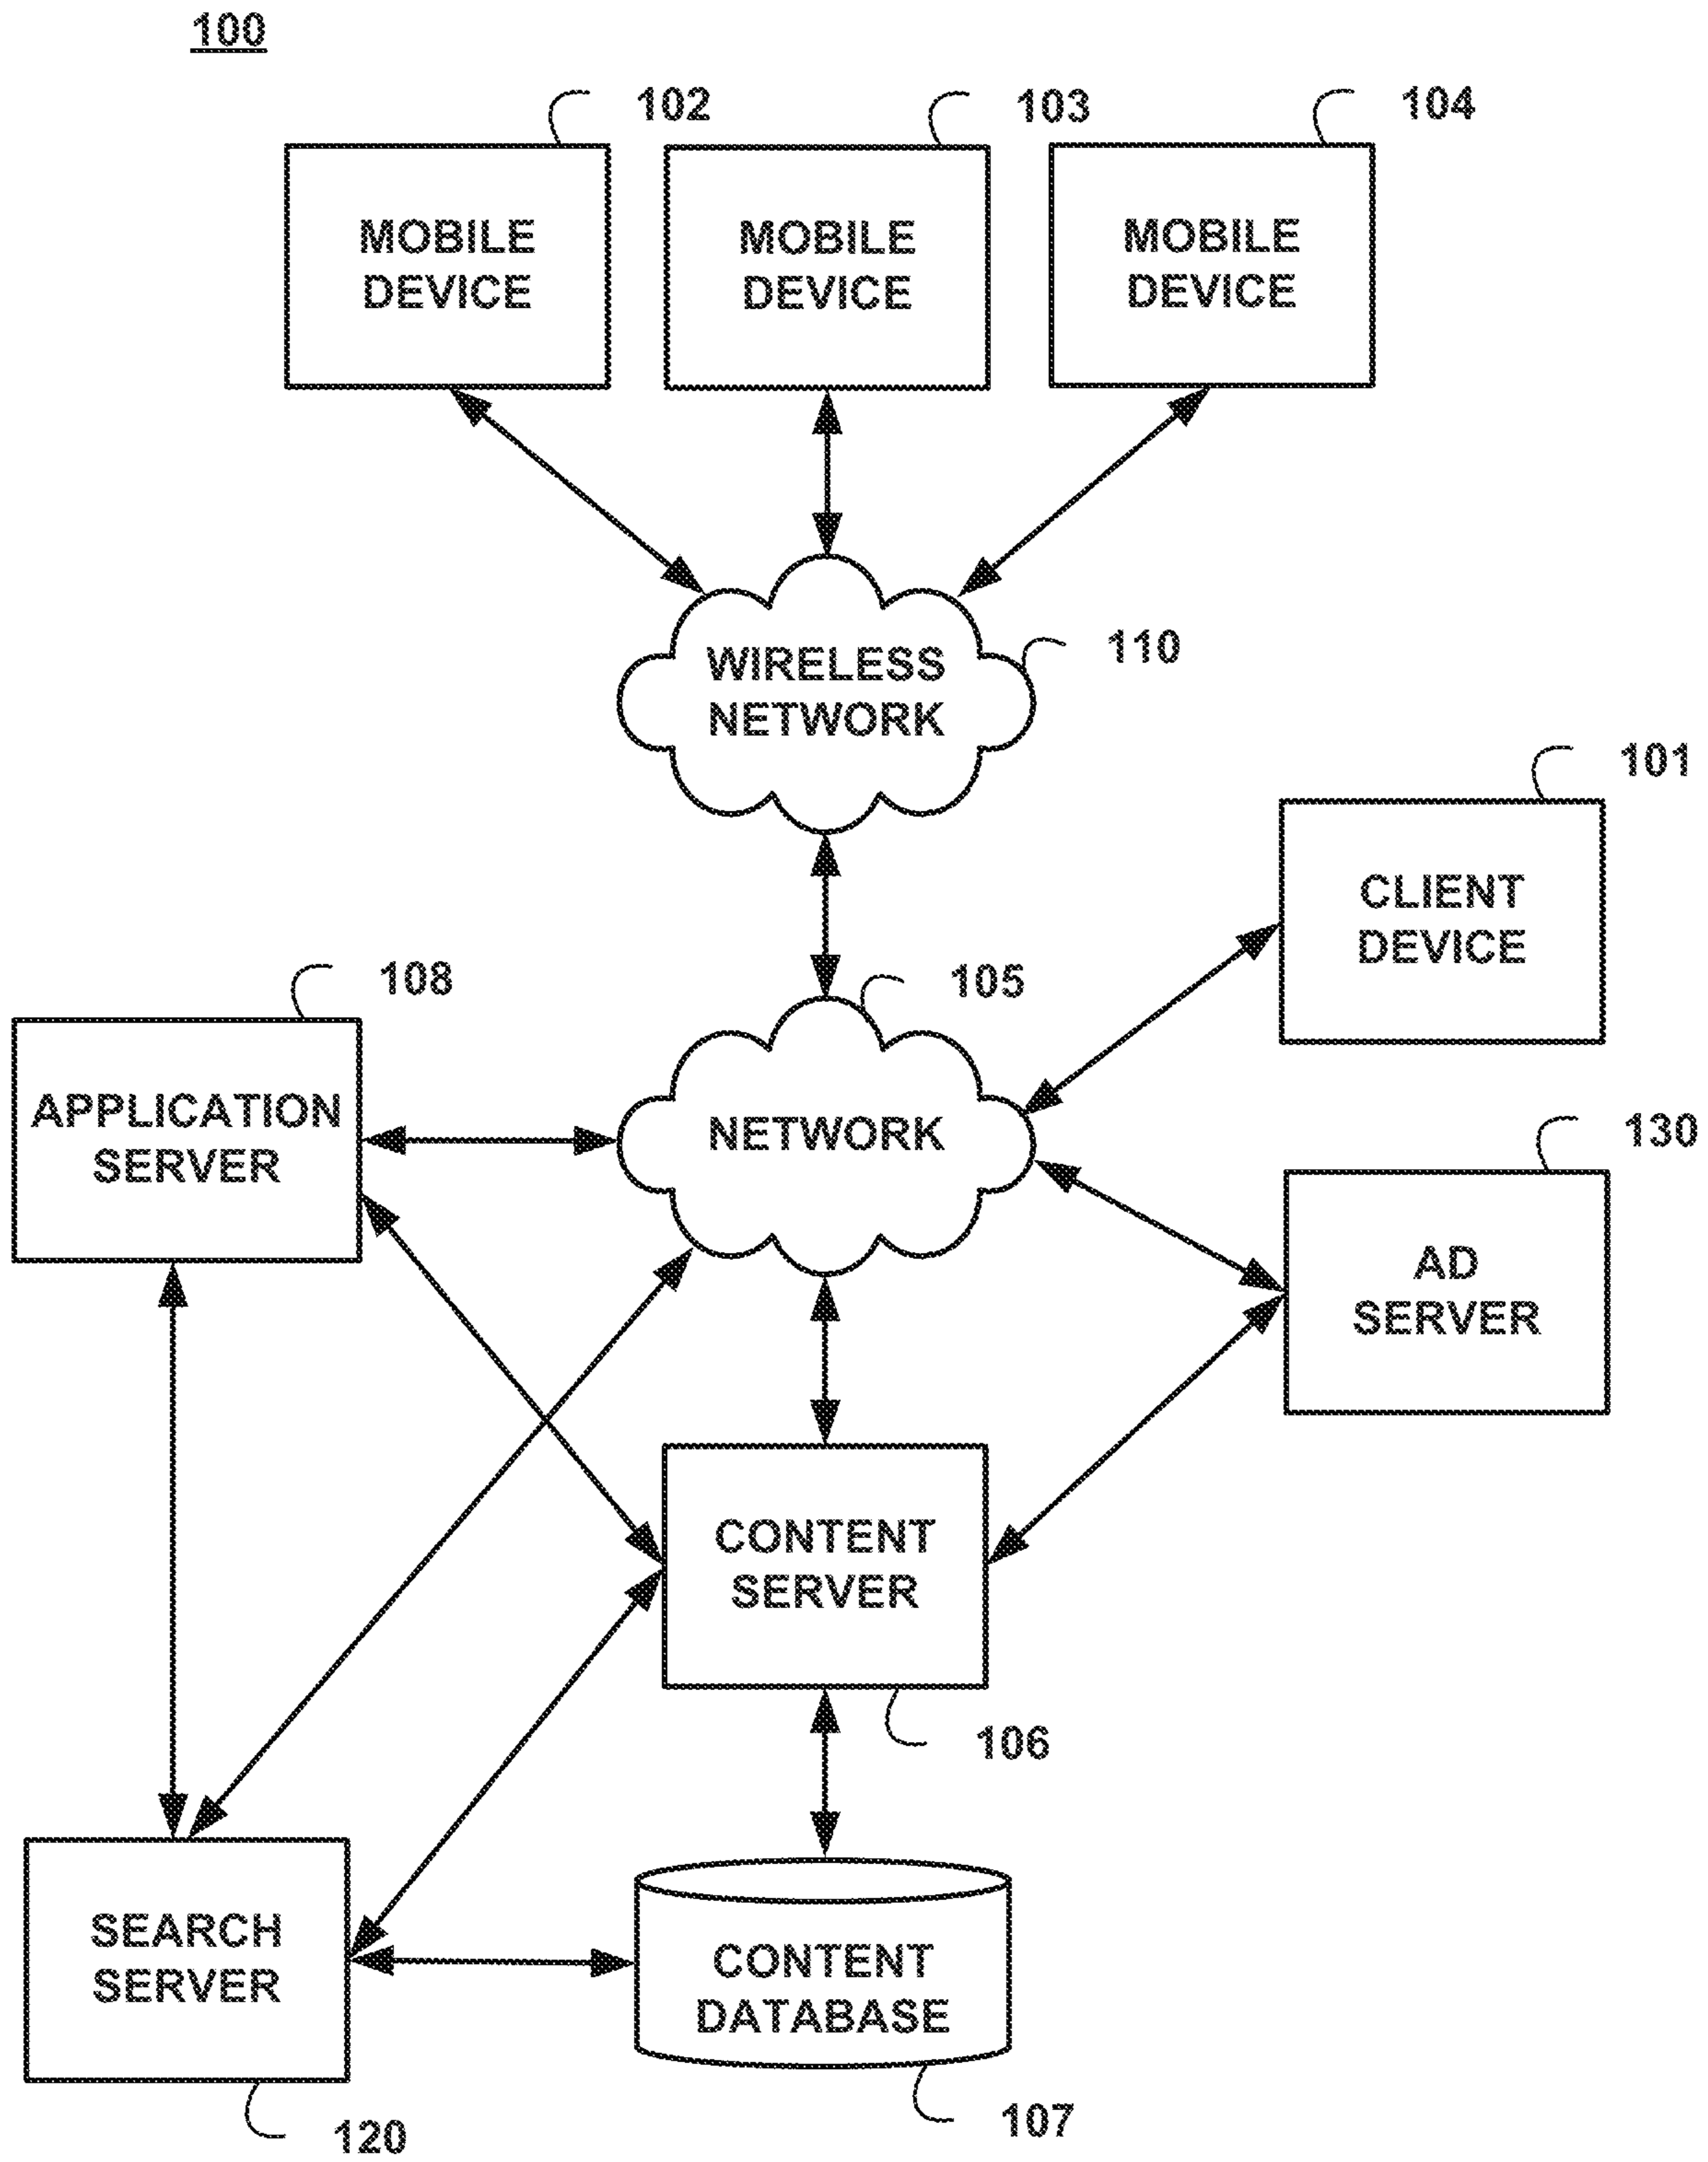 100
102
103
104
MOBILE
DEVICE
MOBILE
DEVICE
MOBILE
DEVICE
WIRELESS
NETWORK
110
101
CLIENT
DEVICE
108
105
APPLICATION
SERVER
NETWORK
130
AD
SERVER
CONTENT
SERVER
106
SEARCH
SERVER
CONTENT
DATABASE
120
107